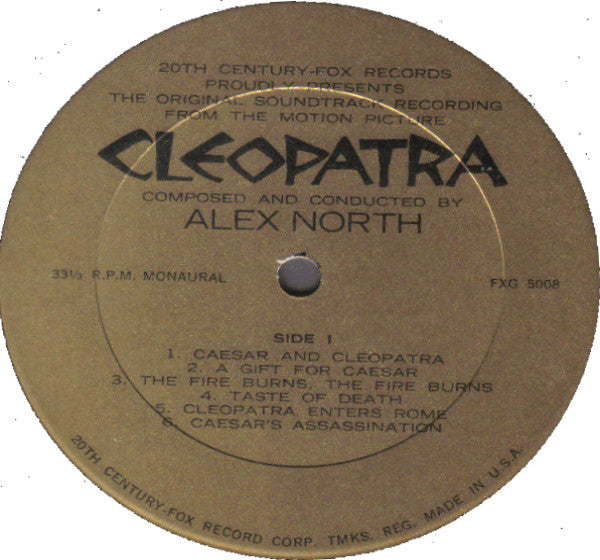 20TH CENTURY-FOX RECORDS
PROUDLY PRESENTS
THE ORIGINAL SOUNDTRACK RECORDING
FROM THE MOTION PICTURE
CLEOPATRA
COMPOSED AND CONDUCTED BY
ALEX NORTH
33⅓ R.P.M. MONAURAL
FXG 5008
SIDE 1
1. CAESAR AND CLEOPATRA
2. A GIFT FOR CAESAR
3. THE FIRE BURNS, THE FIRE BURNS
4. TASTE OF DEATH
5. CLEOPATRA ENTERS ROME
6. CAESAR'S ASSASSINATION
20TH CENTURY-FOX RECORD CORP. TMKS. REG. MADE IN U.S.A.